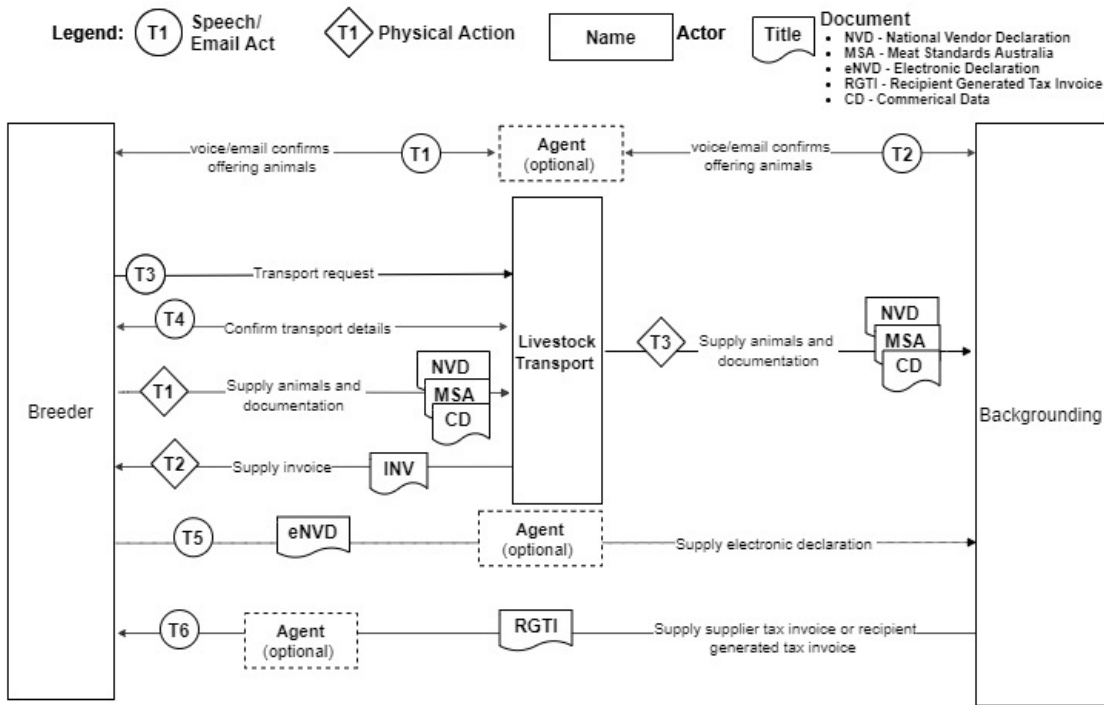 Legend:
T1
Speech/
Email Act
T1
Physical Action
Name
Actor
Title
Document
• NVD - National Vendor Declaration
• MSA - Meat Standards Australia
• eNVD - Electronic Declaration
• RGTI - Recipient Generated Tax Invoice
• CD - Commerical Data
voice/email confirms
offering animals
T1
Agent
(optional)
voice/email confirms
offering animals
T2
T3
Transport request
T4
Confirm transport details
Livestock
Transport
T3
Supply animals and
documentation
NVD
MSA
CD
T1
Supply animals and
documentation
NVD
MSA
CD
Breeder
Backgrounding
T2
Supply invoice
INV
T5
eNVD
Agent
(optional)
Supply electronic declaration
T6
Agent
(optional)
RGTI
Supply supplier tax invoice or recipient
generated tax invoice